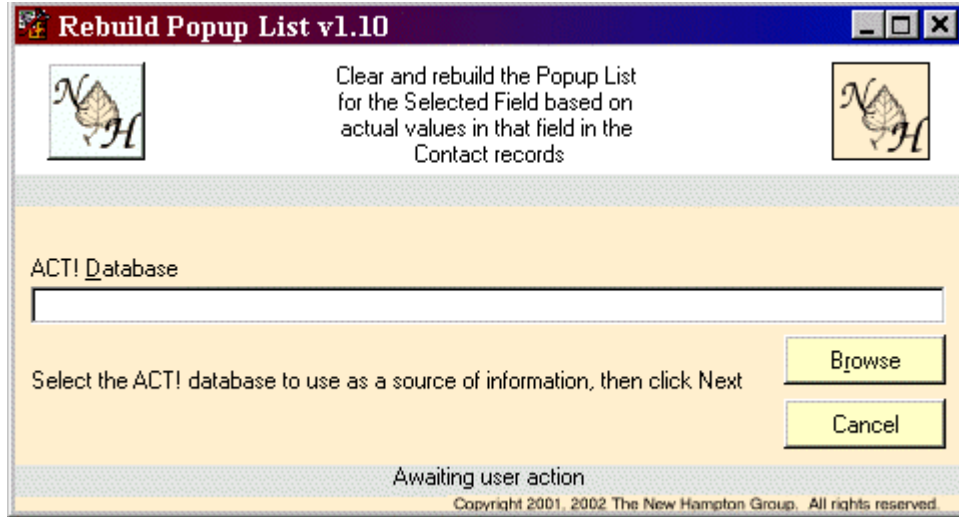 Rebuild Popup List v1.10
N H
Clear and rebuild the Popup List
for the Selected Field based on
actual values in that field in the
Contact records
N H
ACT! Database
Browse
Select the ACT! database to use as a source of information, then click Next
Cancel
Awaiting user action
Copyright 2001, 2002 The New Hampton Group. All rights reserved.